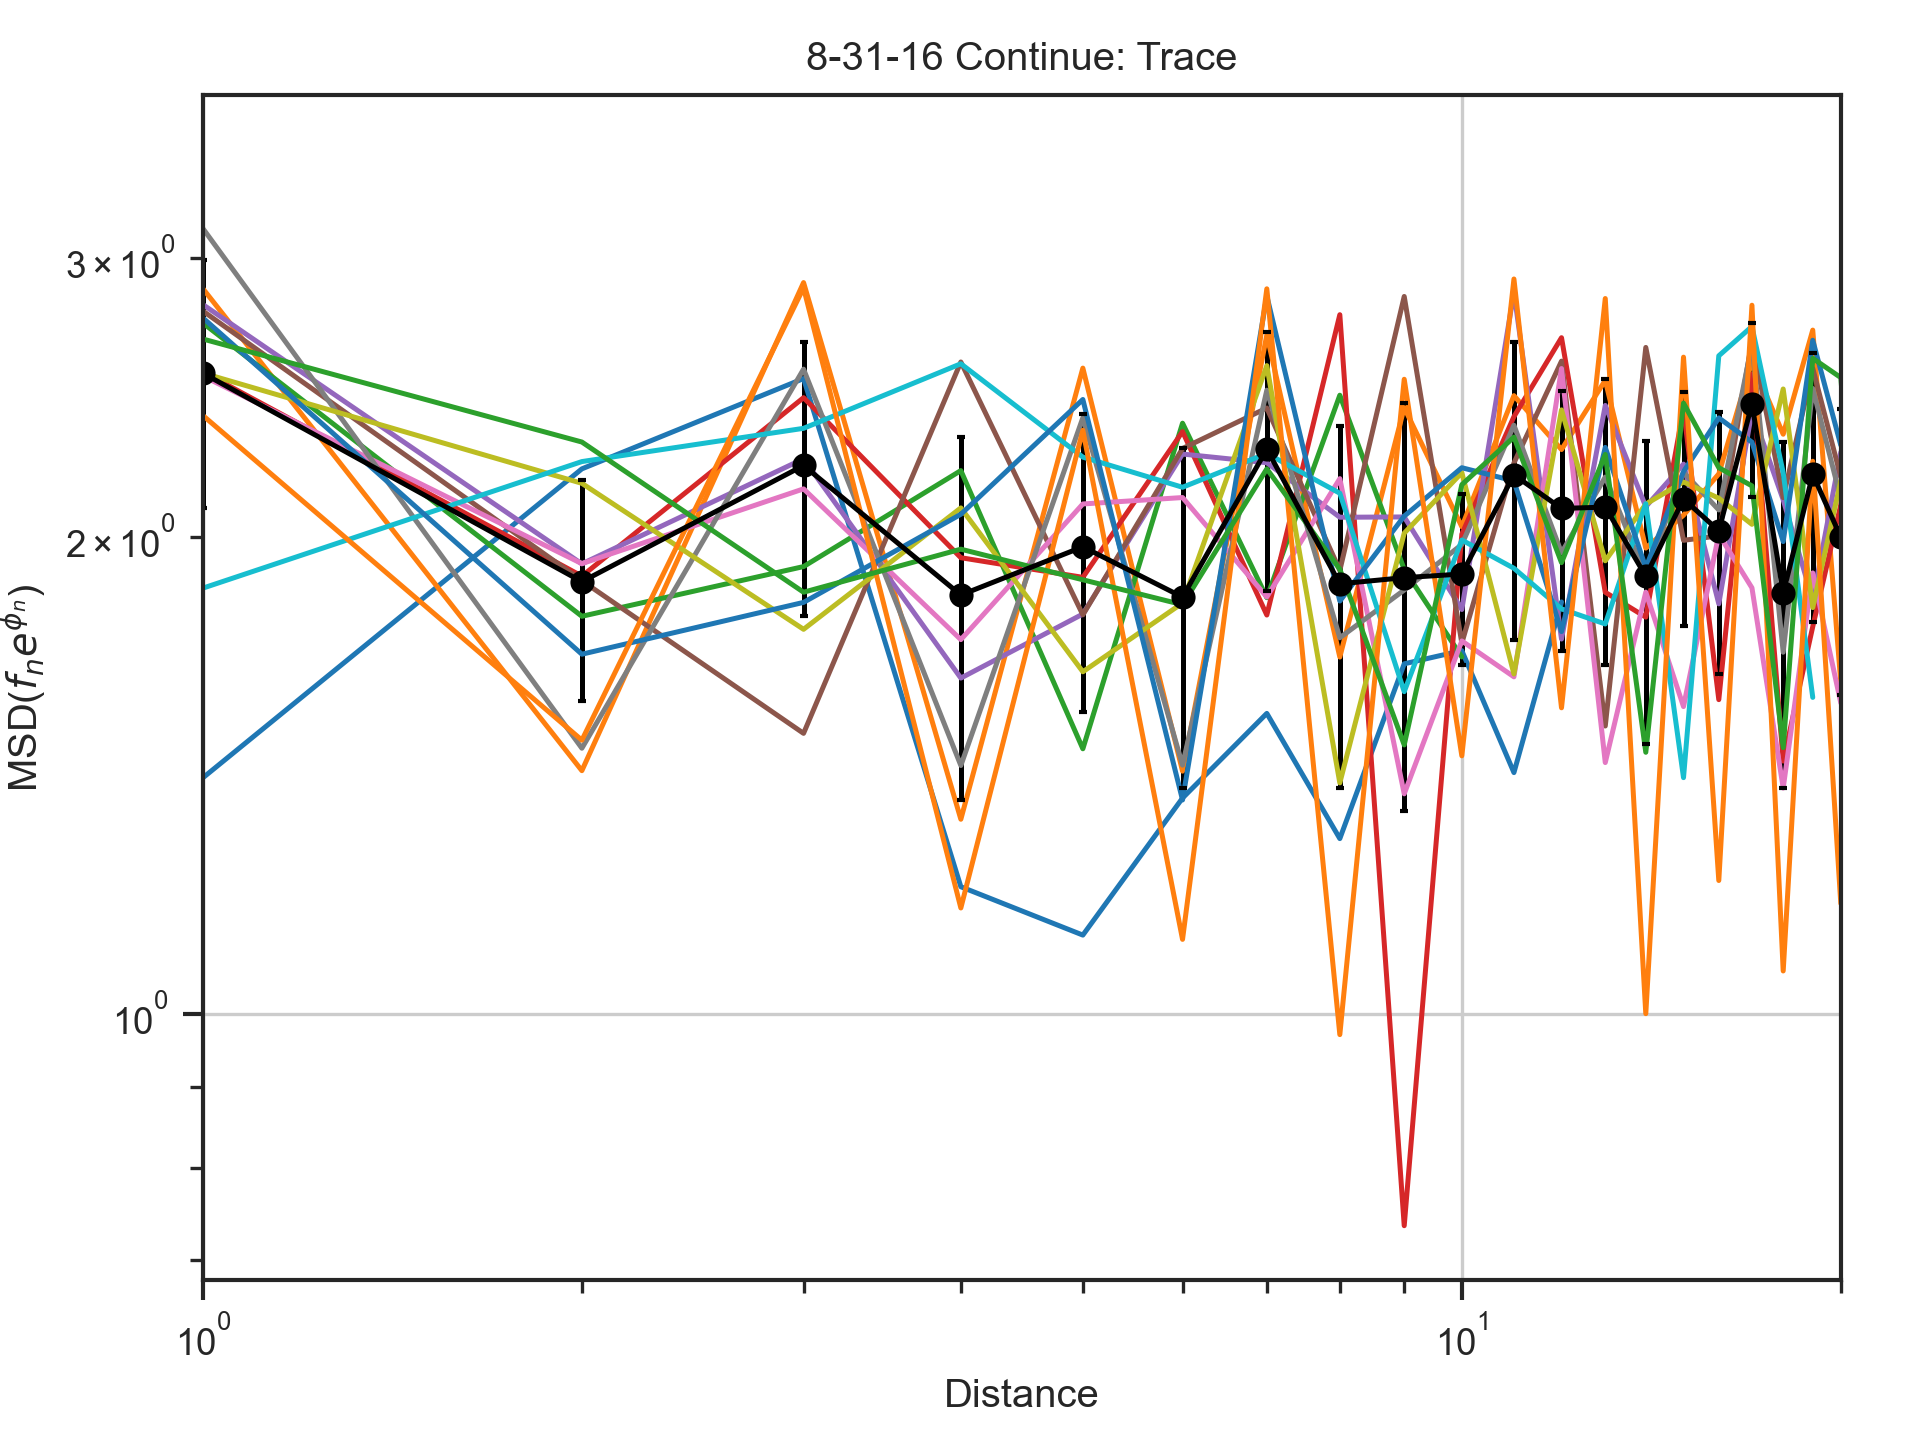 8-31-16 Continue: Trace
MSD(fₙe^ϕₙ)
3 × 10⁰
2 × 10⁰
10⁰
10⁰
10¹
Distance